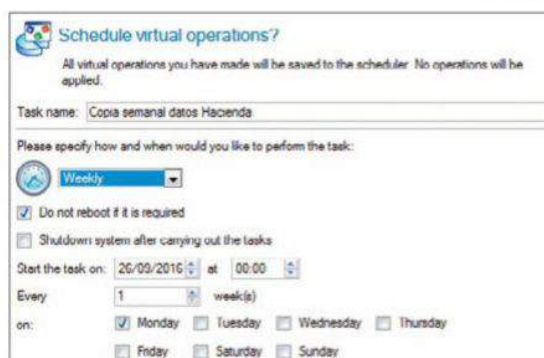 Schedule virtual operations?
All virtual operations you have made will be saved to the scheduler. No operations will be
applied.
Task name: Copia semanal datos Hacienda
Please specify how and when would you like to perform the task:
Weekly
Do not reboot if it is required
Shutdown system after carrying out the tasks
Start the task on: 26/09/2016 at 00:00
Every 1 week(s)
on: Monday Tuesday Wednesday Thursday
Friday Saturday Sunday